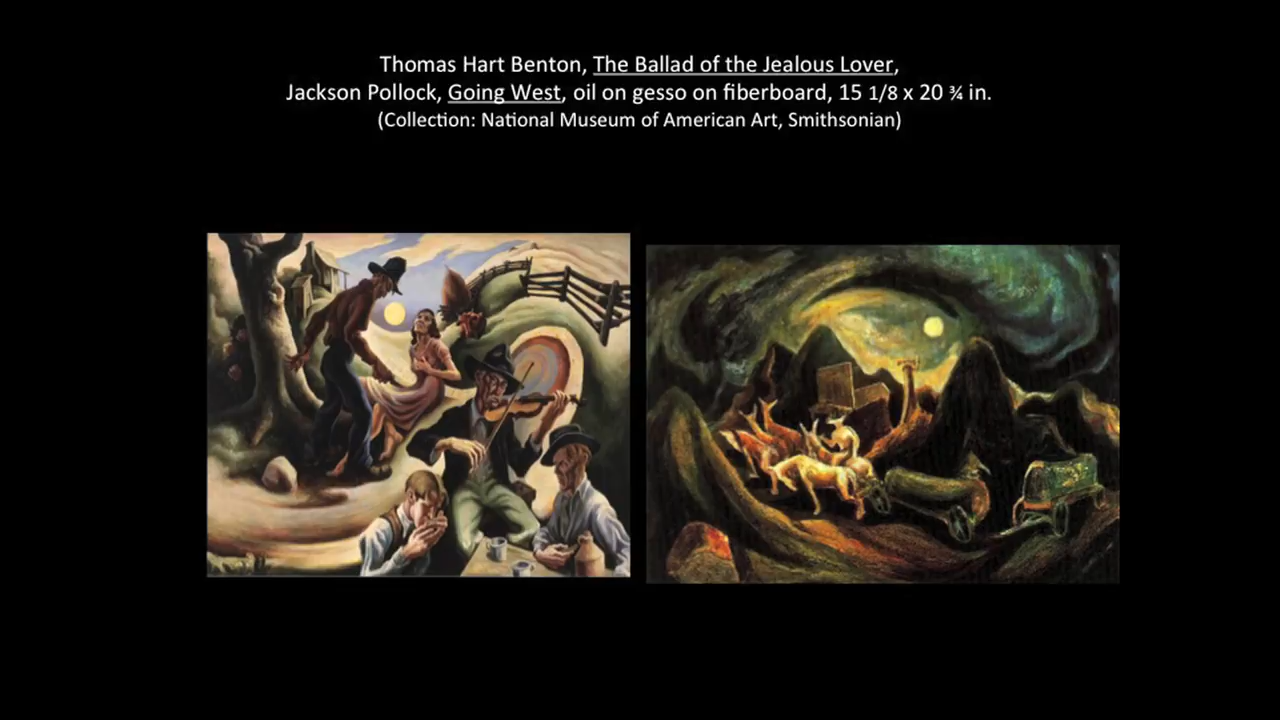 Thomas Hart Benton, The Ballad of the Jealous Lover,
Jackson Pollock, Going West, oil on gesso on fiberboard, 15 1/8 x 20 ¾ in.
(Collection: National Museum of American Art, Smithsonian)